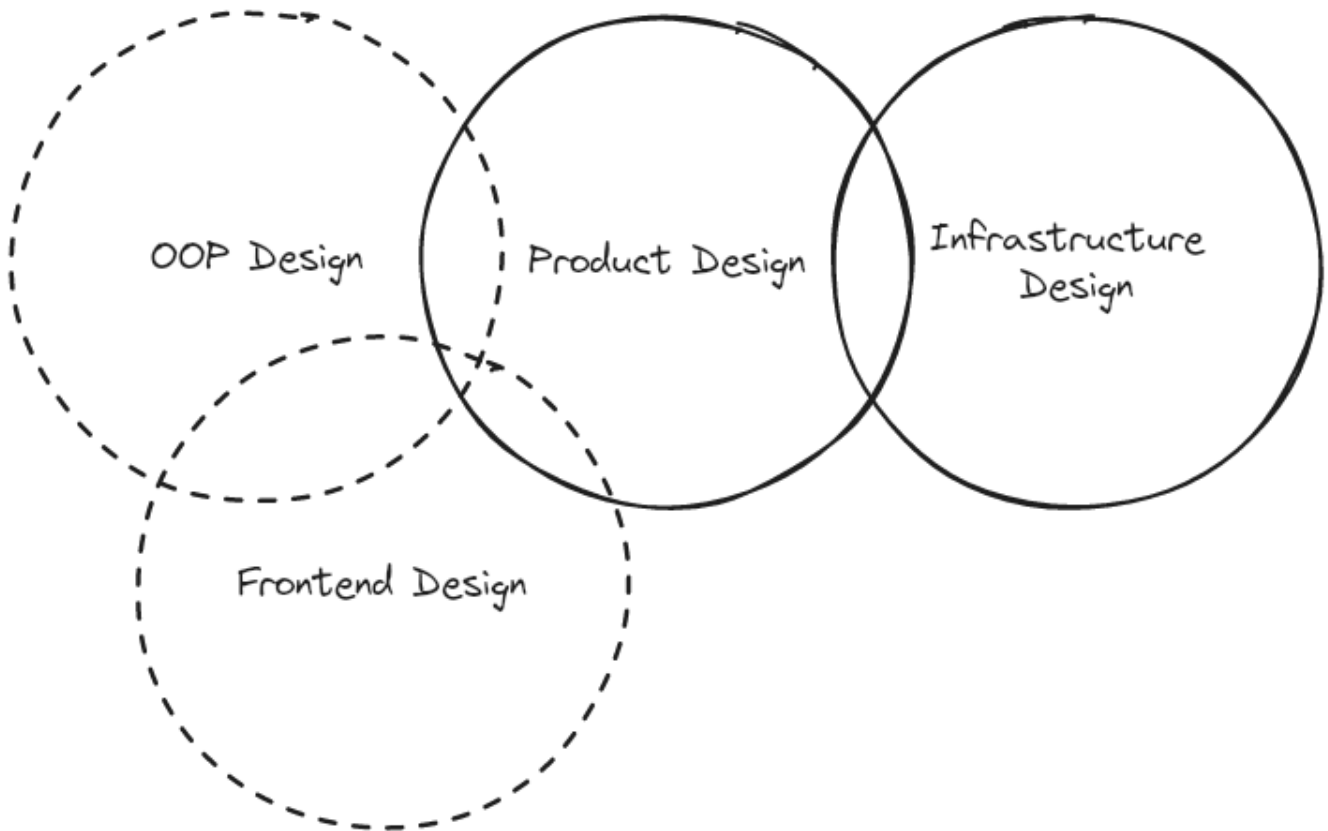 OOP Design
Product Design
Infrastructure
Design
Frontend Design